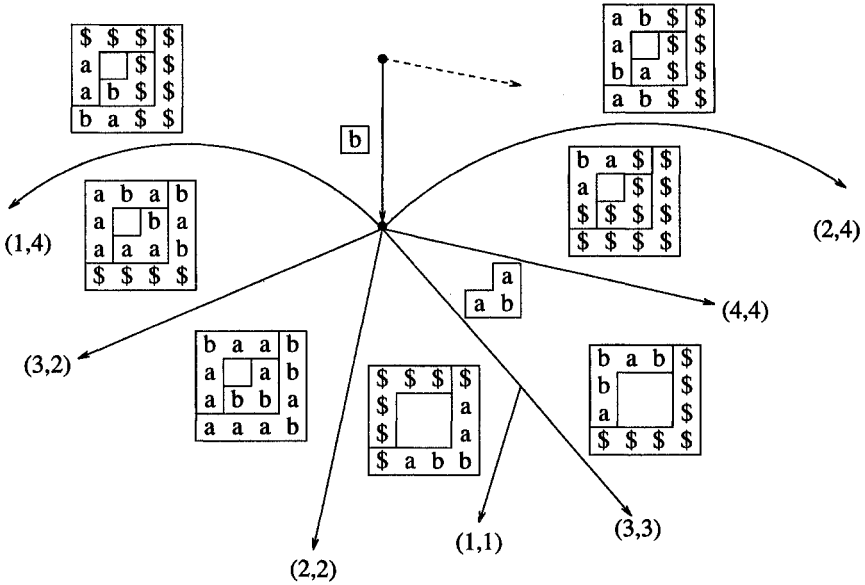 $ $ $ $
a $ $
a b $ $
b a $ $
a b $ $
a $ $
b a $ $
a b $ $
b
b a $ $
a $ $
$ $ $ $
$ $ $ $
a b a b
a b a
a a a b
$ $ $ $
(1,4)
(2,4)
a
a b
(4,4)
(3,2)
b a a b
a a b
a b b a
a a a b
$ $ $ $
$ a
$ a
$ a b b
b a b $
b $
a $
$ $ $ $
(1,1)
(3,3)
(2,2)